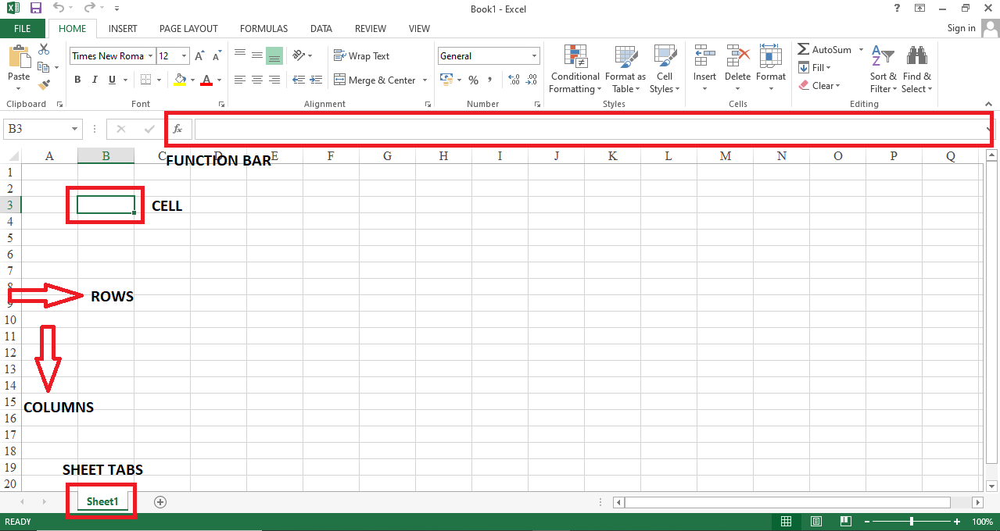 Book1 - Excel
?
FILE HOME INSERT PAGE LAYOUT FORMULAS DATA REVIEW VIEW Sign in
Paste
Clipboard
Times New Roma 12
B I U A
Font
Wrap Text
Merge & Center
Alignment
General
% ,
Number
Conditional Formatting
Format as Table
Cell Styles
Styles
Insert Delete Format
Cells
AutoSum
Fill
Clear
Sort & Filter
Find & Select
Editing
B3 fx
A B C D E F G H I J K L M N O P Q
FUNCTION BAR
1
2
3 CELL
4
5
6
7
8
ROWS
9
10
11
12
13
14
15
COLUMNS
16
17
18
19 SHEET TABS
20
Sheet1
READY 100%